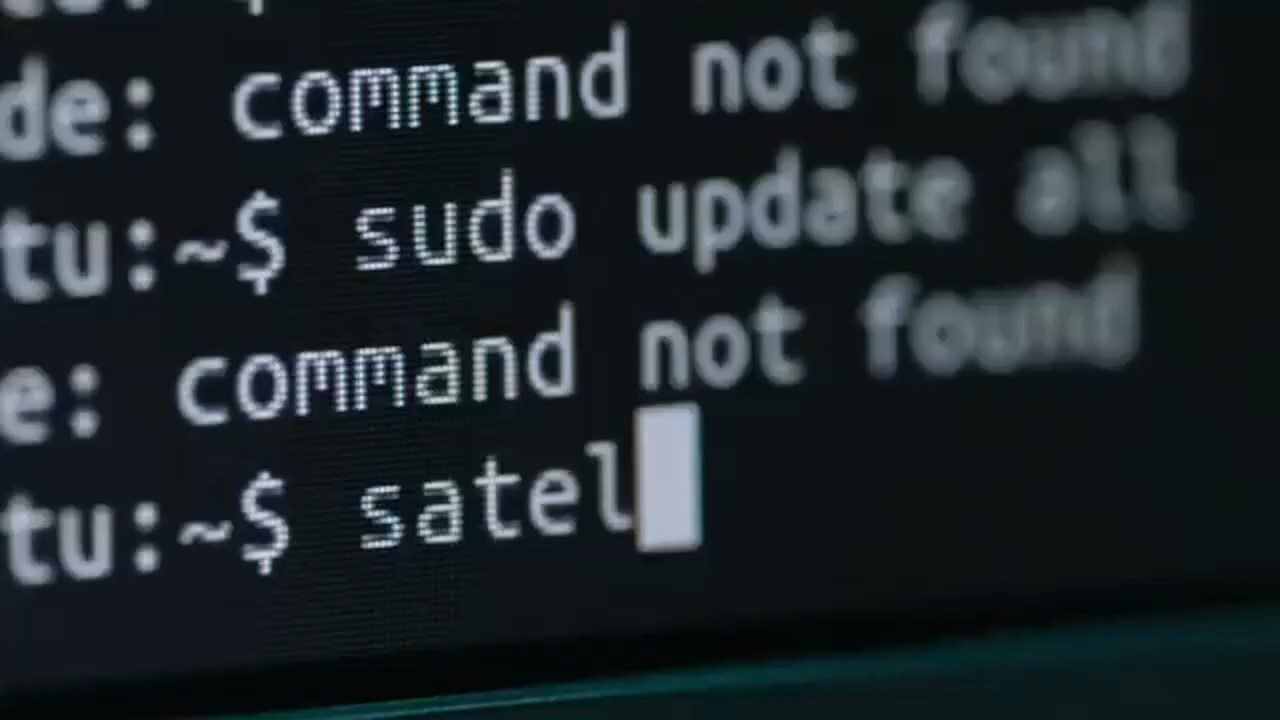 de: command not found
tu:~$ sudo update all
e: command not found
tu:~$ satel